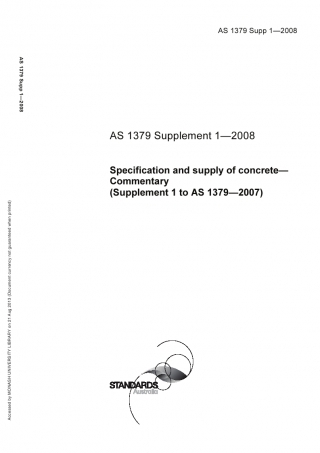 AS 1379 Supp 1—2008
AS 1379 Supp 1—2008
AS 1379 Supplement 1—2008
Specification and supply of concrete—
Commentary
(Supplement 1 to AS 1379—2007)
Accessed by MONASH UNIVERSITY LIBRARY on 21 Aug 2012 (Document currency not guaranteed when printed)
STANDARDS
Australia